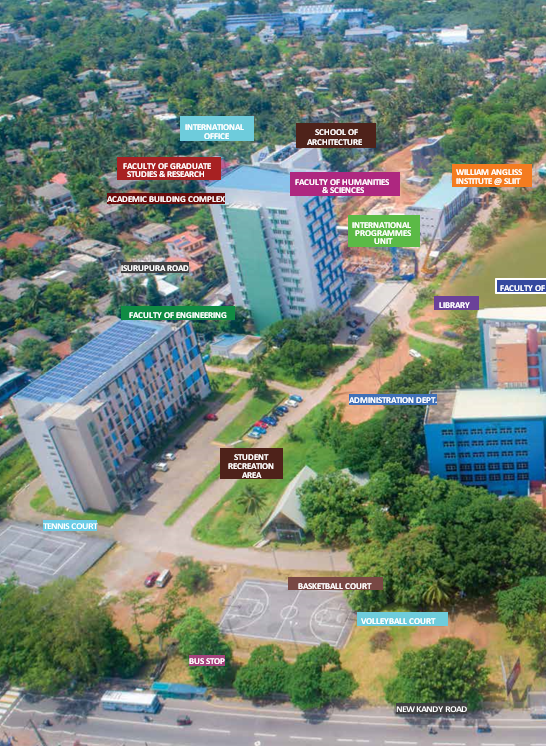 INTERNATIONAL
OFFICE
SCHOOL OF
ARCHITECTURE
FACULTY OF GRADUATE
STUDIES & RESEARCH
WILLIAM ANGLISS
INSTITUTE @ SLIIT
FACULTY OF HUMANITIES
& SCIENCES
ACADEMIC BUILDING COMPLEX
INTERNATIONAL
PROGRAMMES
UNIT
ISURUPURA ROAD
FACULTY OF
LIBRARY
FACULTY OF ENGINEERING
ADMINISTRATION DEPT.
STUDENT
RECREATION
AREA
TENNIS COURT
BASKETBALL COURT
VOLLEYBALL COURT
BUS STOP
NEW KANDY ROAD